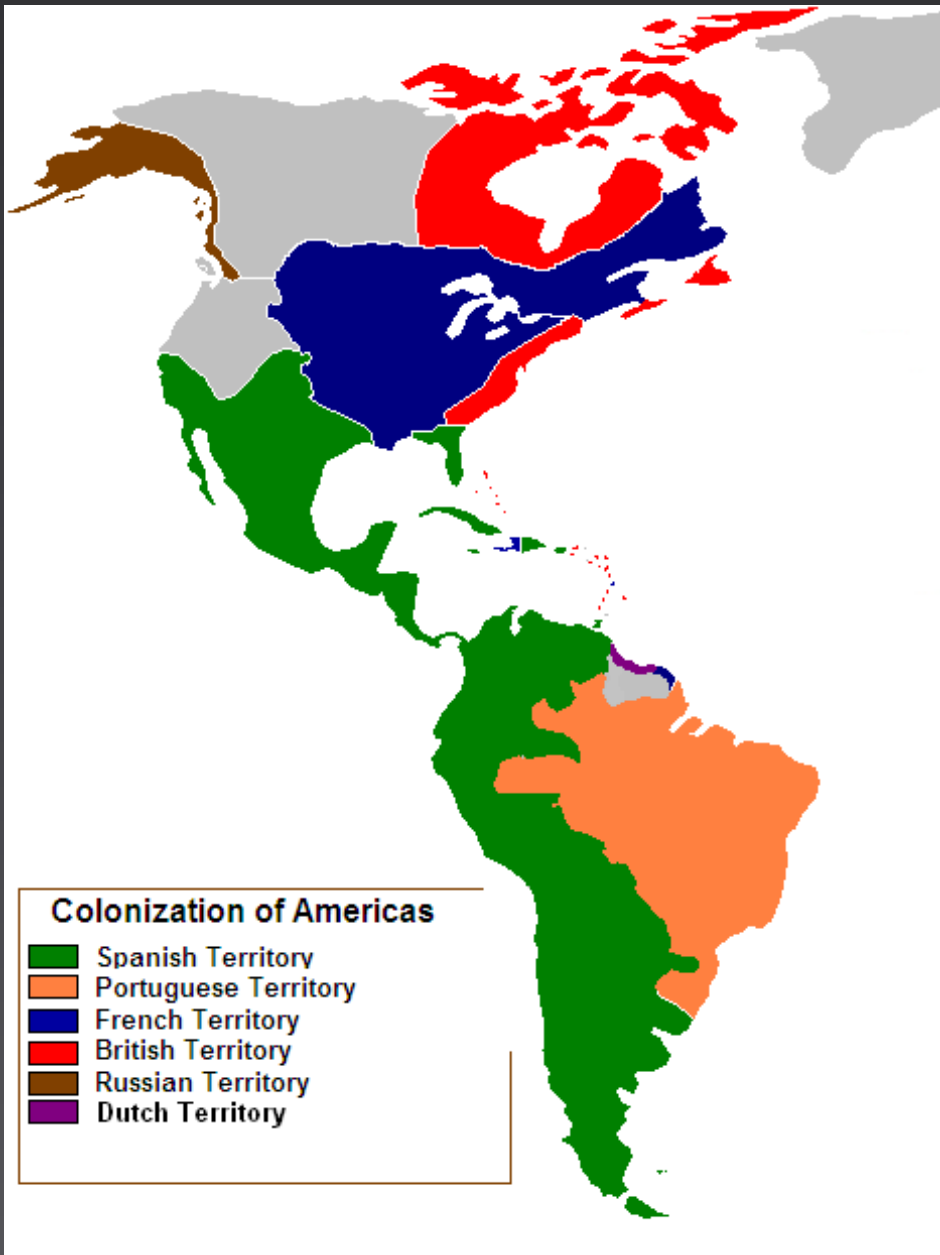 Colonization of Americas
Spanish Territory
Portuguese Territory
French Territory
British Territory
Russian Territory
Dutch Territory